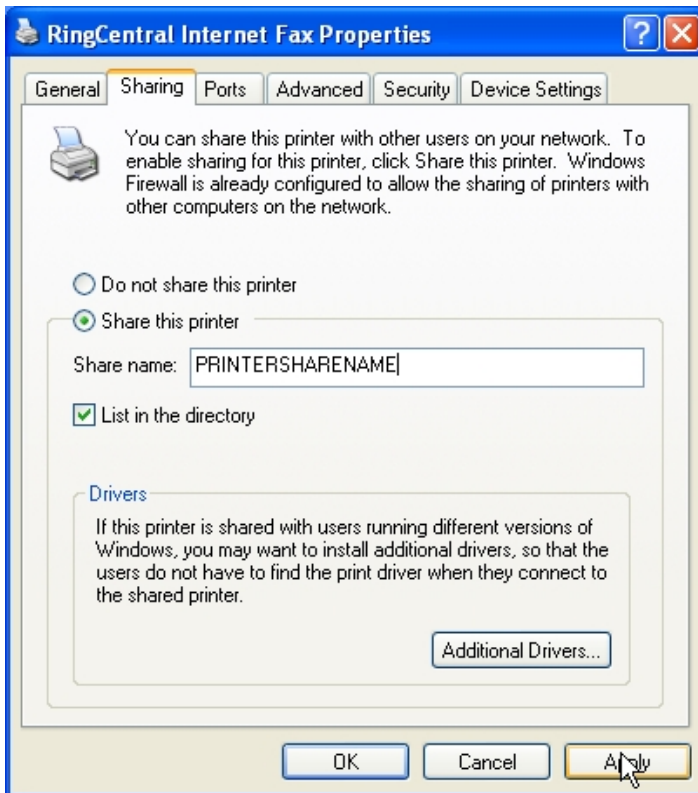 RingCentral Internet Fax Properties
?
General Sharing Ports Advanced Security Device Settings
You can share this printer with other users on your network. To
enable sharing for this printer, click Share this printer. Windows
Firewall is already configured to allow the sharing of printers with
other computers on the network.
Do not share this printer
Share this printer
Share name: PRINTERSHARENAME
List in the directory
Drivers
If this printer is shared with users running different versions of
Windows, you may want to install additional drivers, so that the
users do not have to find the print driver when they connect to
the shared printer.
Additional Drivers...
OK Cancel Apply